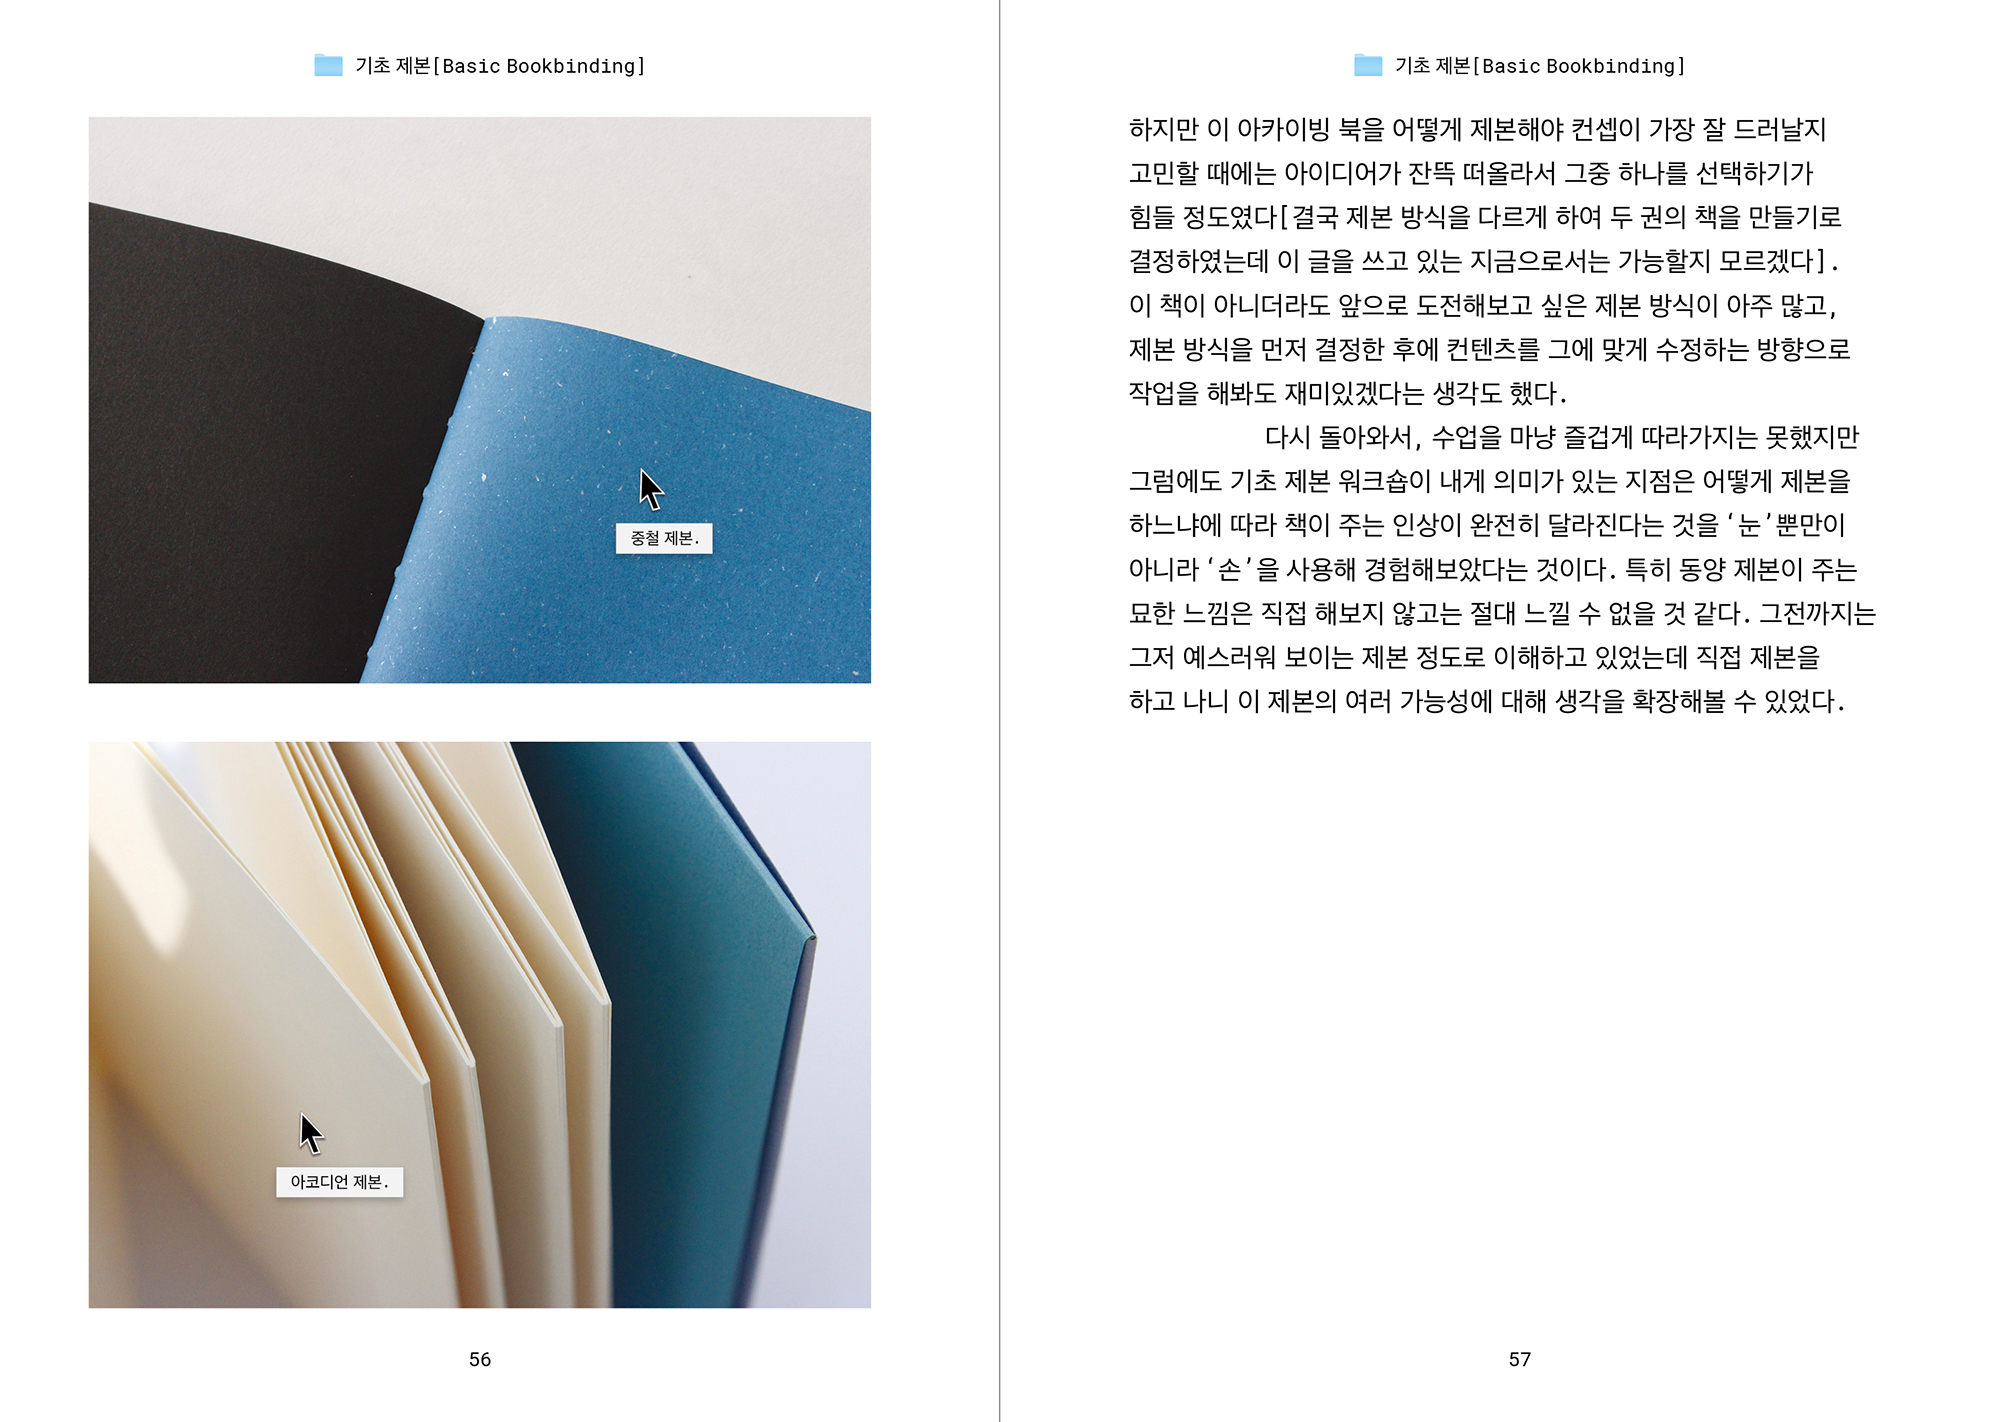 기초 제본[Basic Bookbinding]
중철 제본.
아코디언 제본.
56
기초 제본[Basic Bookbinding]
하지만 이 아카이빙 북을 어떻게 제본해야 컨셉이 가장 잘 드러날지
고민할 때에는 아이디어가 잔뜩 떠올라서 그중 하나를 선택하기가
힘들 정도였다[결국 제본 방식을 다르게 하여 두 권의 책을 만들기로
결정하였는데 이 글을 쓰고 있는 지금으로서는 가능할지 모르겠다].
이 책이 아니더라도 앞으로 도전해보고 싶은 제본 방식이 아주 많고,
제본 방식을 먼저 결정한 후에 컨텐츠를 그에 맞게 수정하는 방향으로
작업을 해봐도 재미있겠다는 생각도 했다.
다시 돌아와서, 수업을 마냥 즐겁게 따라가지는 못했지만
그럼에도 기초 제본 워크숍이 내게 의미가 있는 지점은 어떻게 제본을
하느냐에 따라 책이 주는 인상이 완전히 달라진다는 것을 ‘눈’뿐만이
아니라 ‘손’을 사용해 경험해보았다는 것이다. 특히 동양 제본이 주는
묘한 느낌은 직접 해보지 않고는 절대 느낄 수 없을 것 같다. 그전까지는
그저 예스러워 보이는 제본 정도로 이해하고 있었는데 직접 제본을
하고 나니 이 제본의 여러 가능성에 대해 생각을 확장해볼 수 있었다.
57